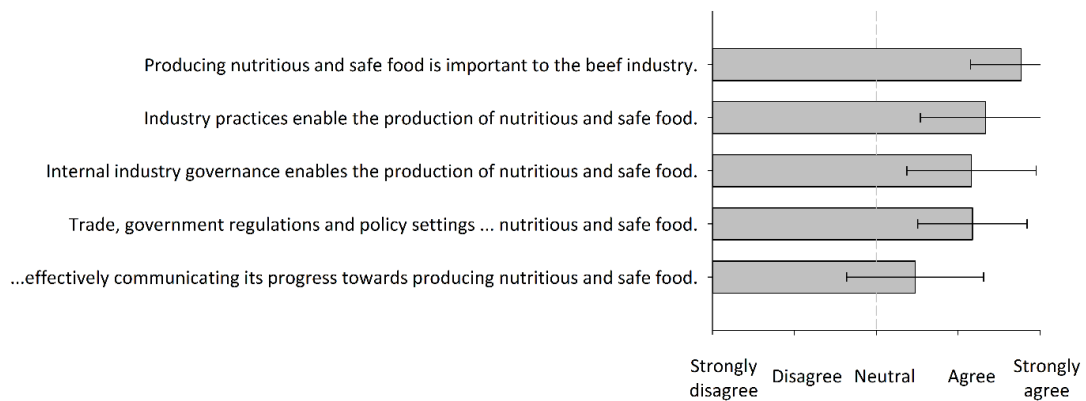 Producing nutritious and safe food is important to the beef industry.
Industry practices enable the production of nutritious and safe food.
Internal industry governance enables the production of nutritious and safe food.
Trade, government regulations and policy settings ... nutritious and safe food.
...effectively communicating its progress towards producing nutritious and safe food.
Strongly disagree
Disagree
Neutral
Agree
Strongly agree